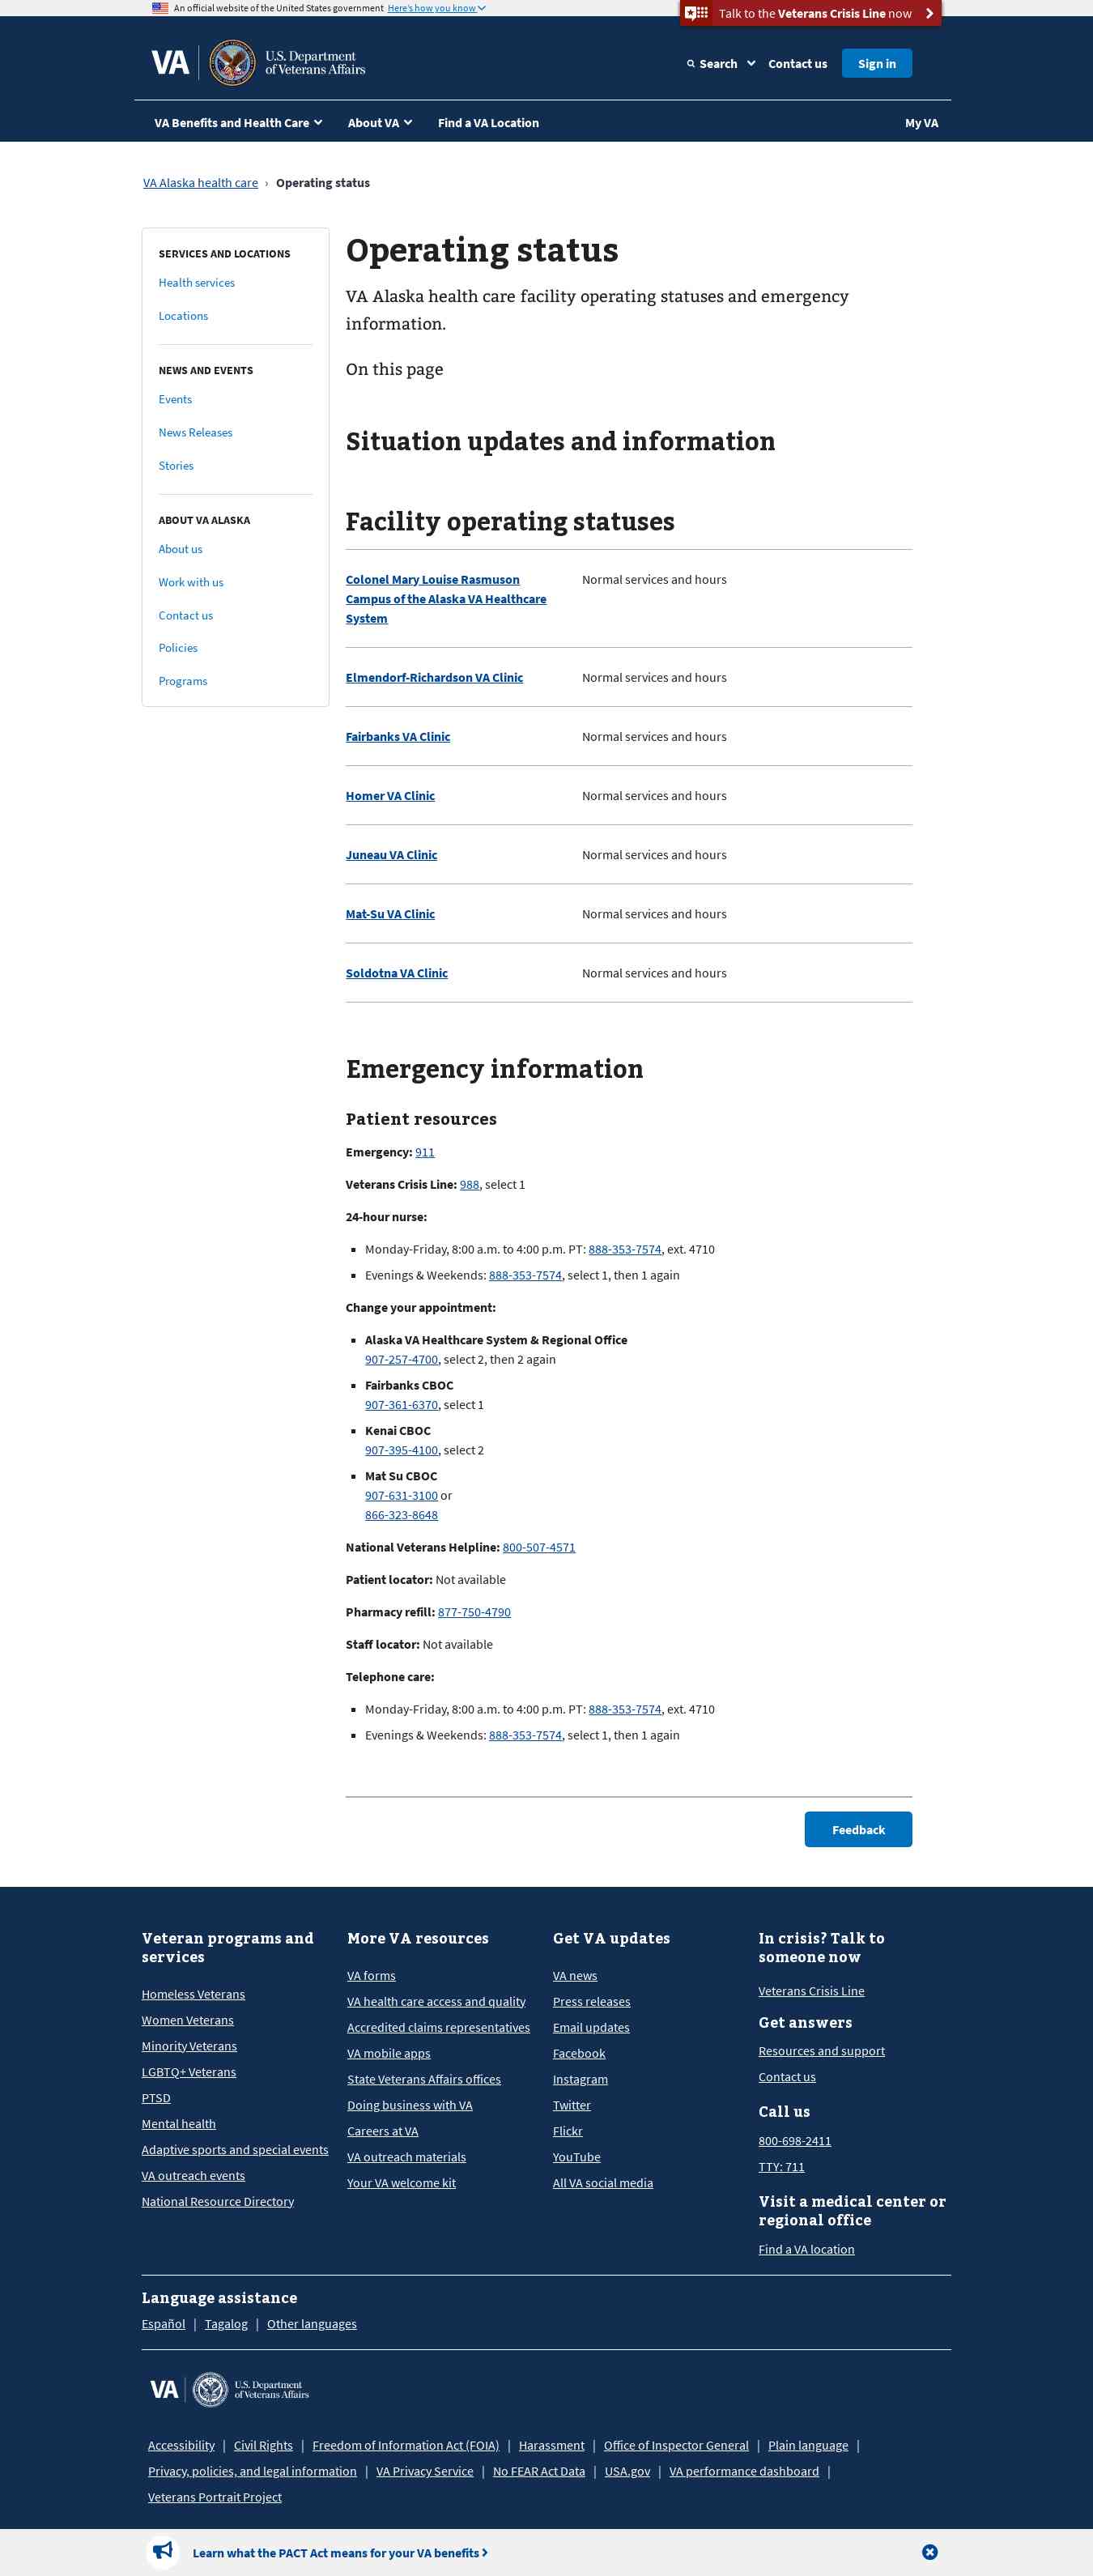 An official website of the United States government Here's how you know
Talk to the Veterans Crisis Line now
VA
U.S. Department
of Veterans Affairs
Search
Contact us
Sign in
VA Benefits and Health Care
About VA
Find a VA Location
My VA
VA Alaska health care › Operating status
SERVICES AND LOCATIONS
Health services
Locations
NEWS AND EVENTS
Events
News Releases
Stories
ABOUT VA ALASKA
About us
Work with us
Contact us
Policies
Programs
Operating status
VA Alaska health care facility operating statuses and emergency
information.
On this page
Situation updates and information
Facility operating statuses
Colonel Mary Louise Rasmuson
Campus of the Alaska VA Healthcare
System
Normal services and hours
Elmendorf-Richardson VA Clinic
Normal services and hours
Fairbanks VA Clinic
Normal services and hours
Homer VA Clinic
Normal services and hours
Juneau VA Clinic
Normal services and hours
Mat-Su VA Clinic
Normal services and hours
Soldotna VA Clinic
Normal services and hours
Emergency information
Patient resources
Emergency: 911
Veterans Crisis Line: 988, select 1
24-hour nurse:
Monday-Friday, 8:00 a.m. to 4:00 p.m. PT: 888-353-7574, ext. 4710
Evenings & Weekends: 888-353-7574, select 1, then 1 again
Change your appointment:
Alaska VA Healthcare System & Regional Office
907-257-4700, select 2, then 2 again
Fairbanks CBOC
907-361-6370, select 1
Kenai CBOC
907-395-4100, select 2
Mat Su CBOC
907-631-3100 or
866-323-8648
National Veterans Helpline: 800-507-4571
Patient locator: Not available
Pharmacy refill: 877-750-4790
Staff locator: Not available
Telephone care:
Monday-Friday, 8:00 a.m. to 4:00 p.m. PT: 888-353-7574, ext. 4710
Evenings & Weekends: 888-353-7574, select 1, then 1 again
Feedback
Veteran programs and
services
Homeless Veterans
Women Veterans
Minority Veterans
LGBTQ+ Veterans
PTSD
Mental health
Adaptive sports and special events
VA outreach events
National Resource Directory
More VA resources
VA forms
VA health care access and quality
Accredited claims representatives
VA mobile apps
State Veterans Affairs offices
Doing business with VA
Careers at VA
VA outreach materials
Your VA welcome kit
Get VA updates
VA news
Press releases
Email updates
Facebook
Instagram
Twitter
Flickr
YouTube
All VA social media
In crisis? Talk to
someone now
Veterans Crisis Line
Get answers
Resources and support
Contact us
Call us
800-698-2411
TTY: 711
Visit a medical center or
regional office
Find a VA location
Language assistance
Español | Tagalog | Other languages
VA
U.S. Department
of Veterans Affairs
Accessibility | Civil Rights | Freedom of Information Act (FOIA) | Harassment | Office of Inspector General | Plain language |
Privacy, policies, and legal information | VA Privacy Service | No FEAR Act Data | USA.gov | VA performance dashboard |
Veterans Portrait Project
Learn what the PACT Act means for your VA benefits